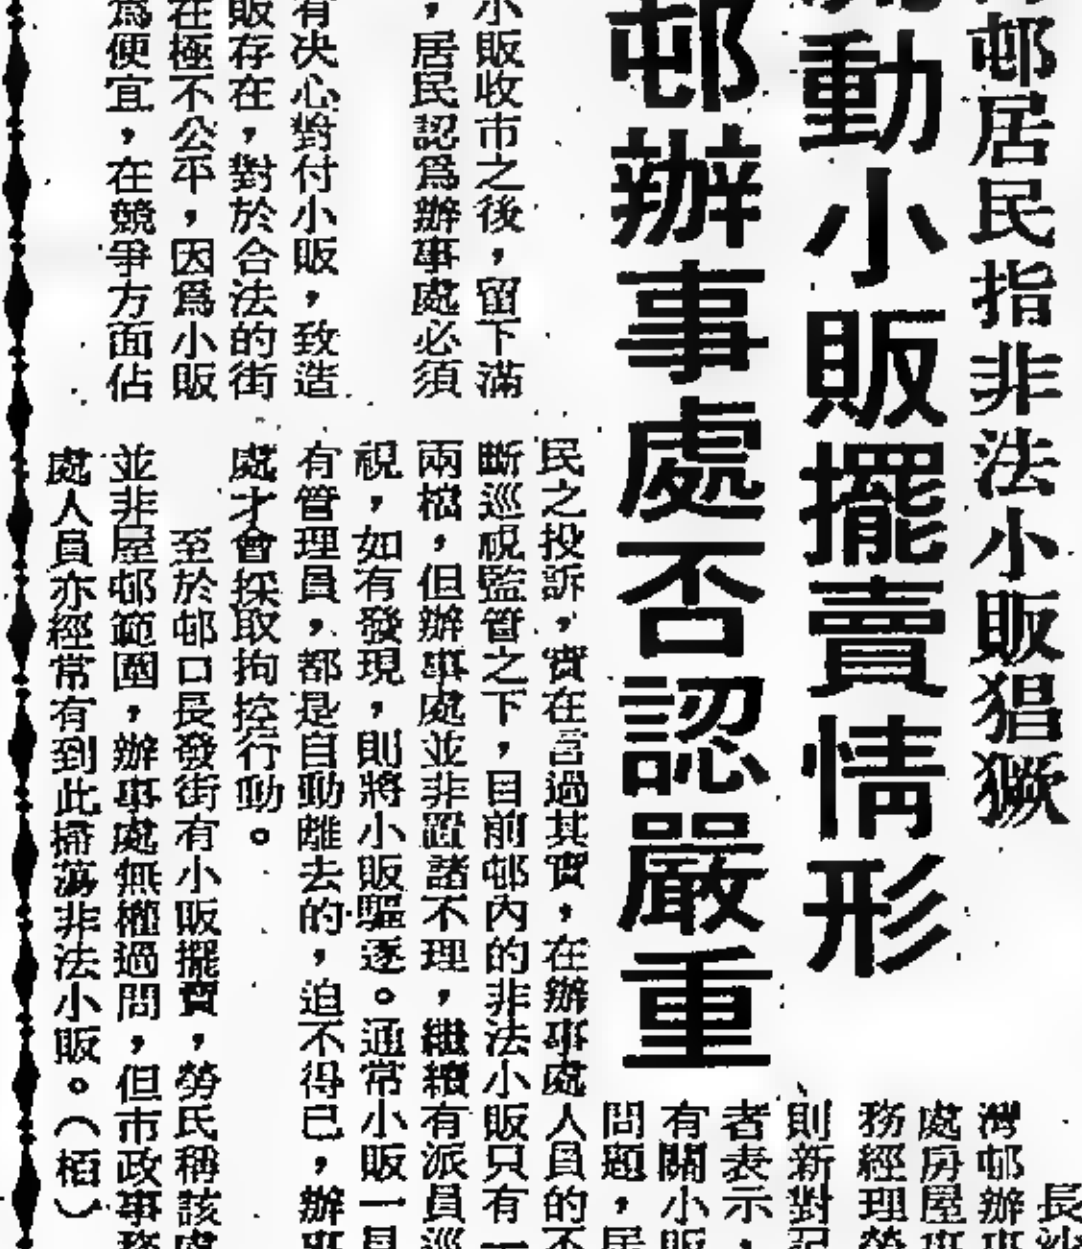 邨居民指非法小販猖獗
動小販擺賣情形
邨辦事處否認嚴重
小販收市之後，留下滿
，居民認爲辦事處必須
有決心對付小販，致造
販存在，對於合法的街
在極不公平，因爲小販
爲便宜，在競爭方面佔
長沙
灣邨辦事
處房屋事
務經理勞
則新對記
者表示，
有關小販
問題，居
民之投訴，實在言過其實，在辦事處人員的不
斷巡視監管之下，目前邨內的非法小販只有一
兩檔，但辦事處並非置諸不理，繼續有派員巡
視，如有發現，則將小販驅逐。通常小販一見
有管理員，都是自動離去的，迫不得已，辦事
處才會採取拘控行動。
至於邨口長發街有小販擺賣，勞氏稱該處
並非屋邨範圍，辦事處無權過問，但市政事務
處人員亦經常有到此掃蕩非法小販。（栢）